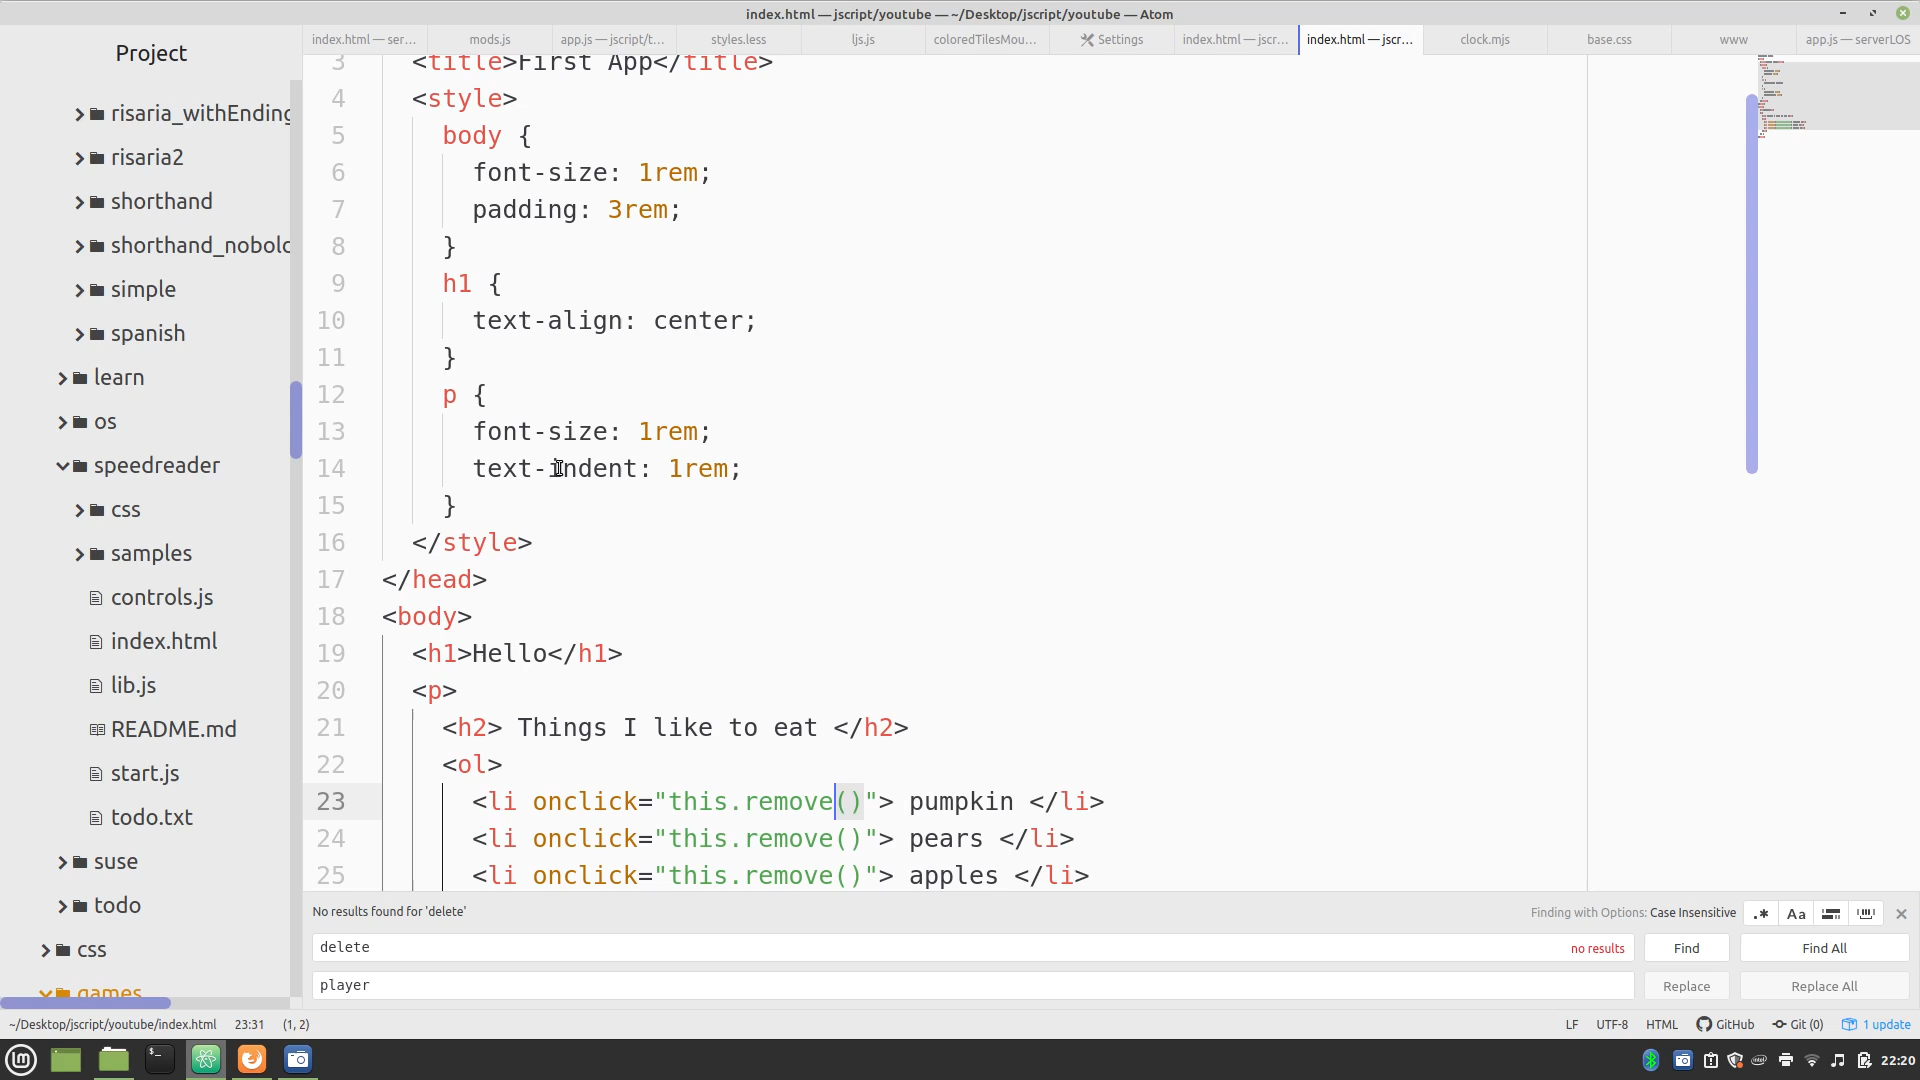 index.html — jscript/youtube — ~/Desktop/jscript/youtube — Atom
index.html — ser...
mods.js
app.js — jscript/t...
styles.less
ljs.js
coloredTilesMou...
Settings
index.html — jscr...
index.html — jscr...
clock.mjs
base.css
www
app.js — serverLOS
Project
risaria_withEnding
risaria2
shorthand
shorthand_nobol
simple
spanish
learn
os
speedreader
css
samples
controls.js
index.html
lib.js
README.md
start.js
todo.txt
suse
todo
css
games
3 <title>First App</title>
4 <style>
5 body {
6 font-size: 1rem;
7 padding: 3rem;
8 }
9 h1 {
10 text-align: center;
11 }
12 p {
13 font-size: 1rem;
14 text-indent: 1rem;
15 }
16 </style>
17 </head>
18 <body>
19 <h1>Hello</h1>
20 <p>
21 <h2> Things I like to eat </h2>
22 <ol>
23 <li onclick="this.remove()"> pumpkin </li>
24 <li onclick="this.remove()"> pears </li>
25 <li onclick="this.remove()"> apples </li>
No results found for 'delete'
Finding with Options: Case Insensitive
.* Aa
delete
no results
Find
Find All
player
Replace
Replace All
~/Desktop/jscript/youtube/index.html 23:31 (1, 2)
LF UTF-8 HTML GitHub Git (0) 1 update
22:20